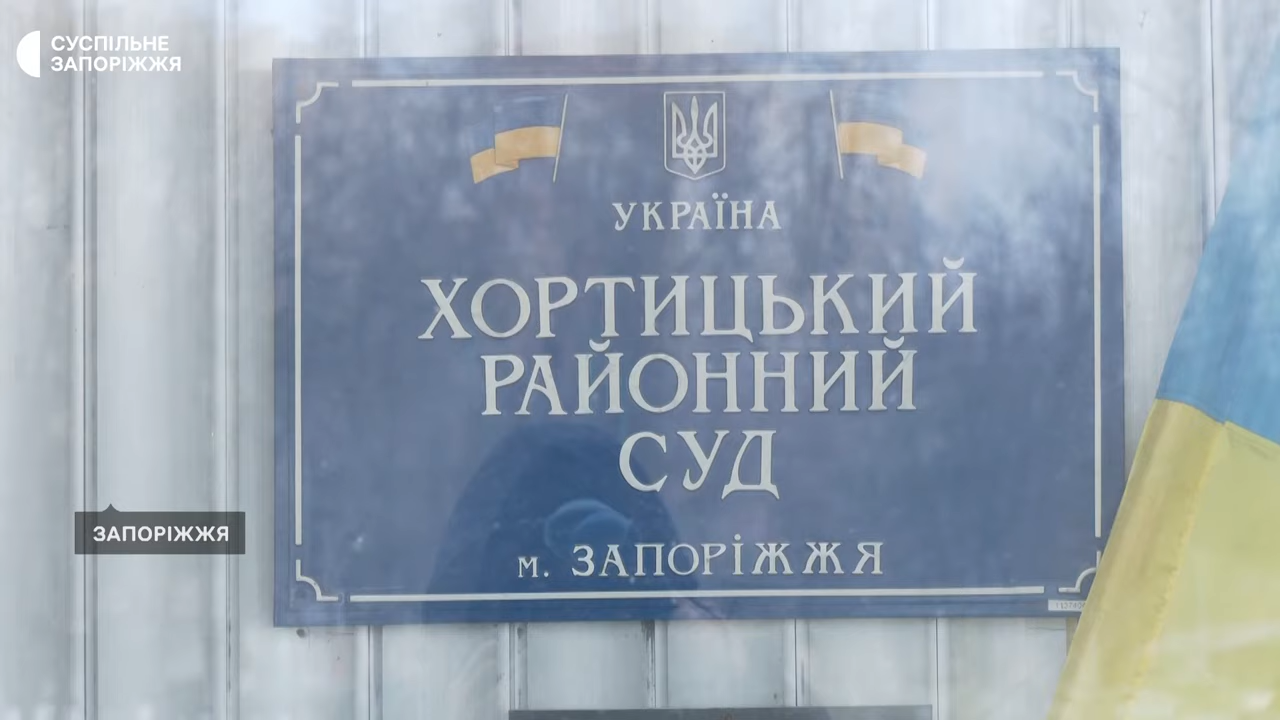 СУСПІЛЬНЕ
ЗАПОРІЖЖЯ
УКРАЇНА
ХОРТИЦЬКИЙ
РАЙОННИЙ
СУД
м. ЗАПОРІЖЖЯ
ЗАПОРІЖЖЯ